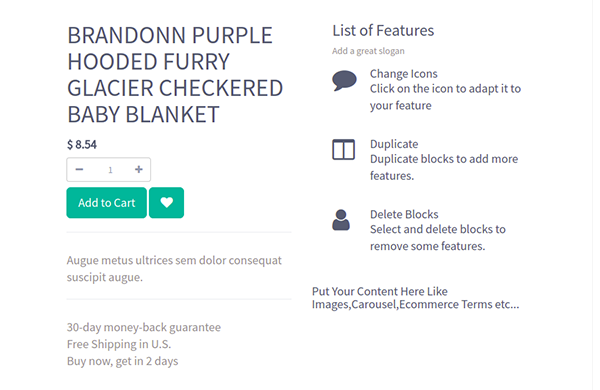 BRANDONN PURPLE
HOODED FURRY
GLACIER CHECKERED
BABY BLANKET
$ 8.54
1
Add to Cart
Augue metus ultrices sem dolor consequat
suscipit augue.
30-day money-back guarantee
Free Shipping in U.S.
Buy now, get in 2 days
List of Features
Add a great slogan
Change Icons
Click on the icon to adapt it to
your feature
Duplicate
Duplicate blocks to add more
features.
Delete Blocks
Select and delete blocks to
remove some features.
Put Your Content Here Like
Images,Carousel,Ecommerce Terms etc...